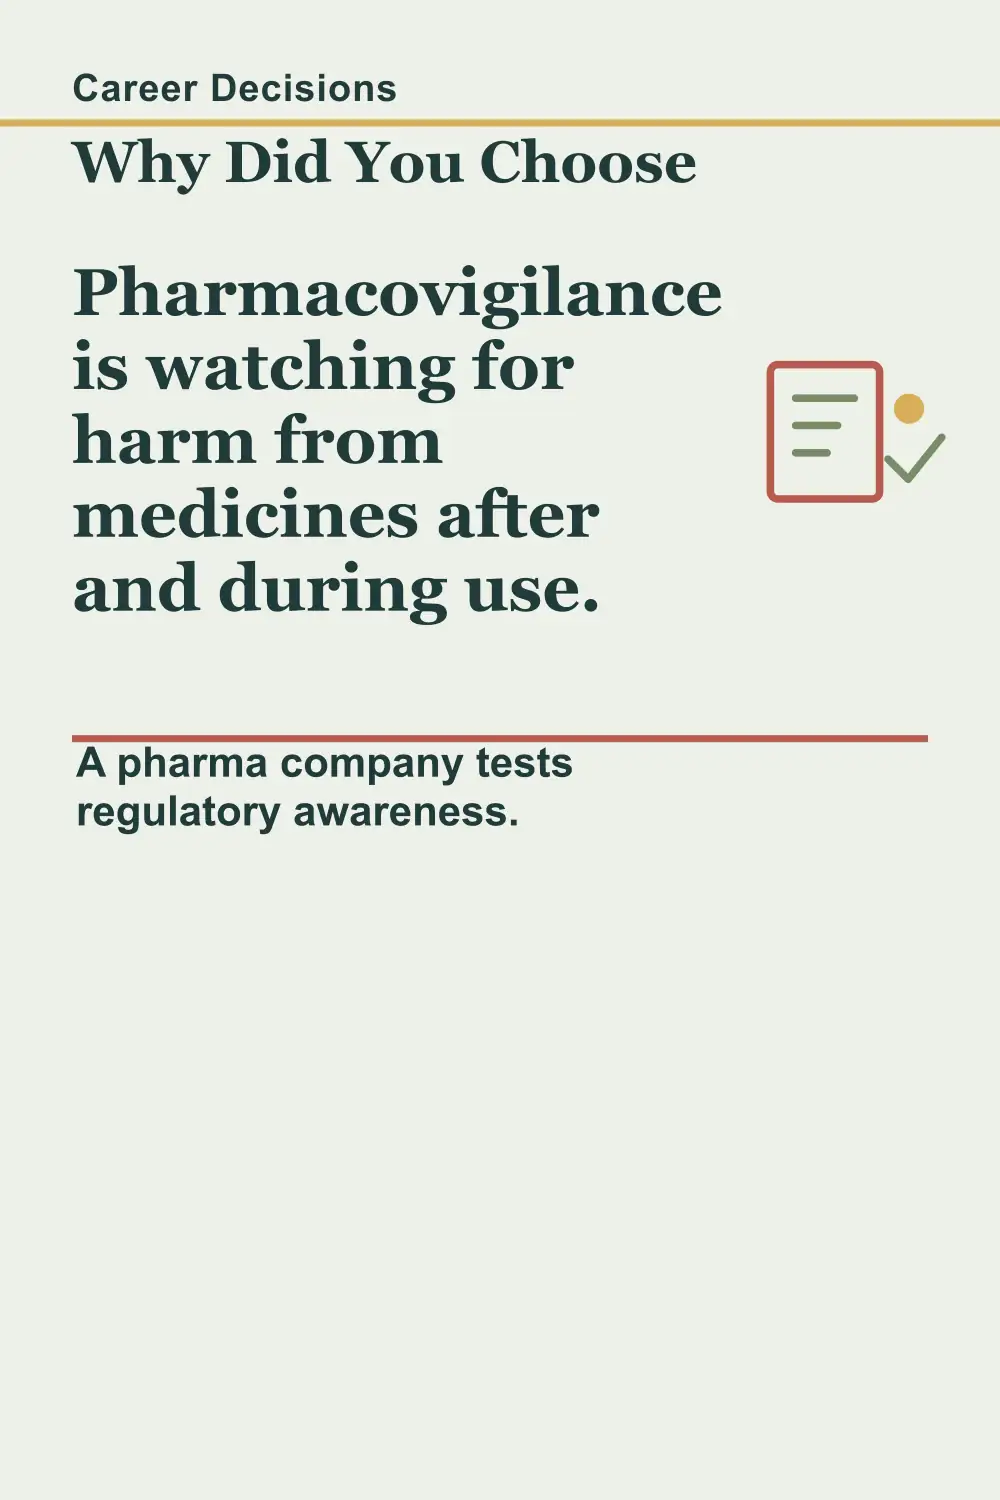 Career Decisions
Why Did You Choose
Pharmacovigilance
is watching for
harm from
medicines after
and during use.
A pharma company tests
regulatory awareness.